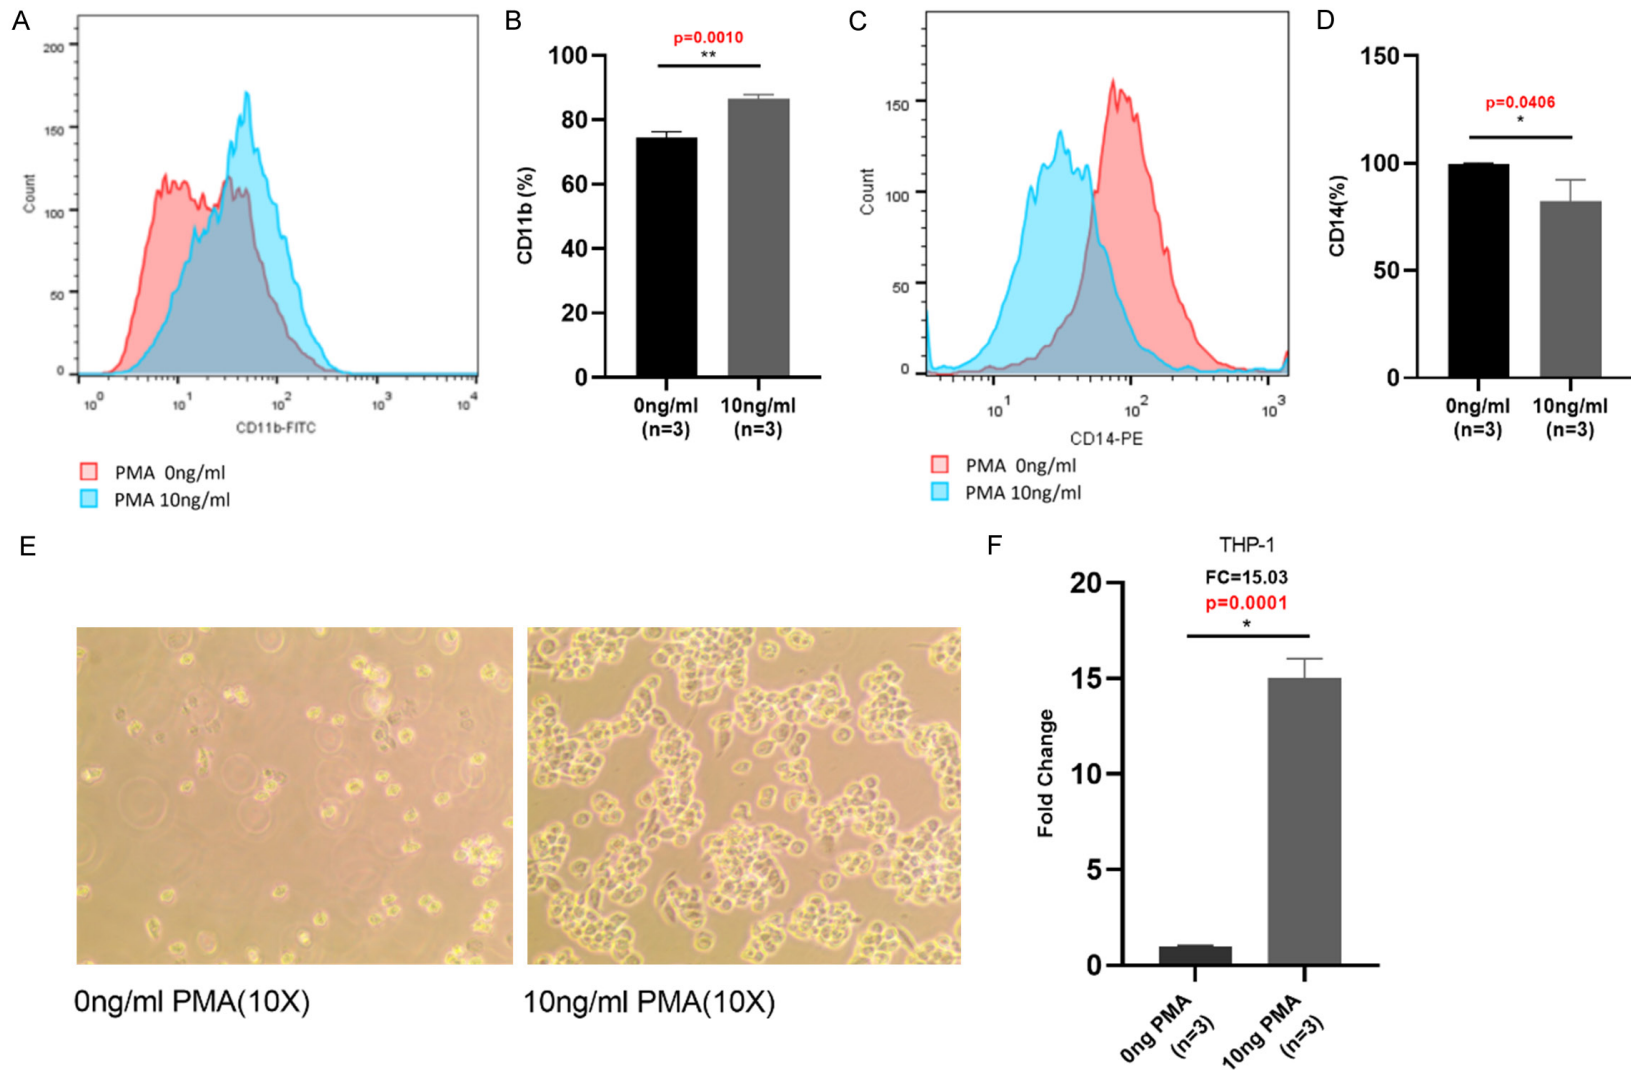 A
200
150
100
50
0
Count
10^0 10^1 10^2 10^3 10^4
CD11b-FITC
PMA 0ng/ml
PMA 10ng/ml
B
p=0.0010
**
100
80
60
40
20
0
CD11b (%)
0ng/ml 10ng/ml
(n=3) (n=3)
C
150
100
50
0
Count
10^1 10^2 10^3
CD14-PE
PMA 0ng/ml
PMA 10ng/ml
D
150
p=0.0406
*
100
50
0
CD14(%)
0ng/ml 10ng/ml
(n=3) (n=3)
E
0ng/ml PMA(10X)
10ng/ml PMA(10X)
F
THP-1
FC=15.03
p=0.0001
*
20
15
10
5
0
Fold Change
0ng PMA
(n=3)
10ng PMA
(n=3)